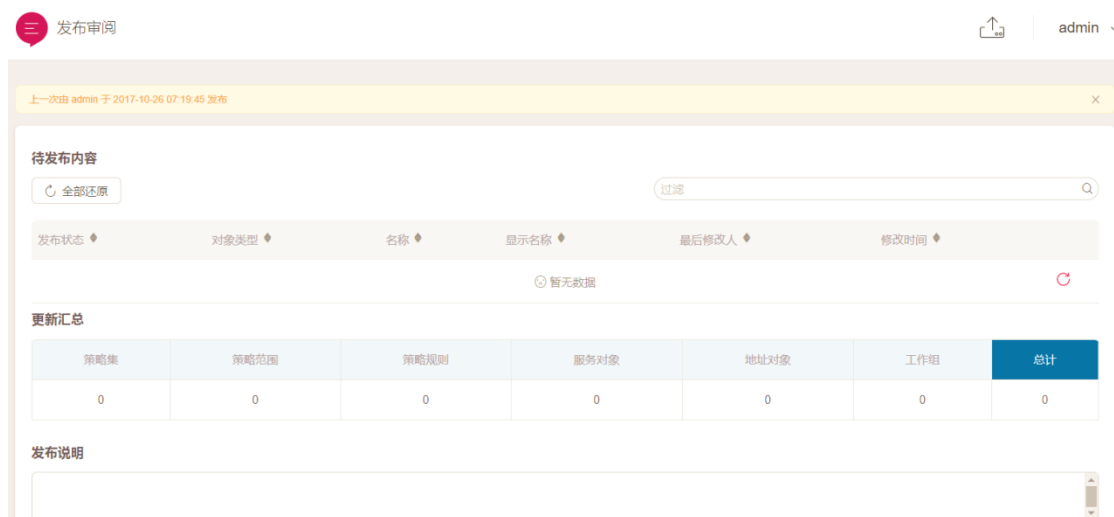 发布审阅
admin
上一次由 admin 于 2017-10-26 07:19:45 发布
待发布内容
全部还原
过滤
发布状态 对象类型 名称 显示名称 最后修改人 修改时间
暂无数据
更新汇总
策略集 策略范围 策略规则 服务对象 地址对象 工作组 总计
0 0 0 0 0 0 0
发布说明